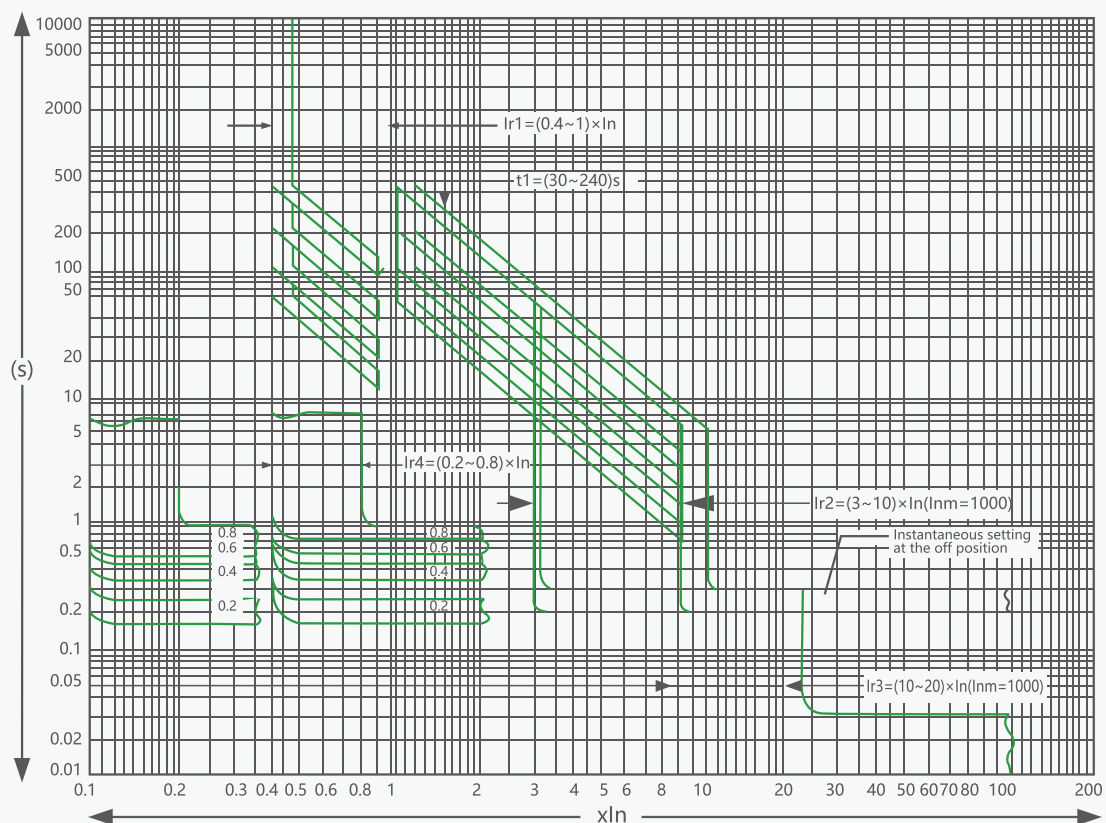 10000
5000
2000
Ir1=(0.4~1)×In
500
t1=(30~240)s
200
100
50
(s)
20
10
5
Ir4=(0.2~0.8)×In
2
Ir2=(3~10)×In(Inm=1000)
1
0.8 0.8
Instantaneous setting
at the off position
0.5
0.6 0.6
0.4 0.4
0.2 0.2
0.2
0.1
0.05
Ir3=(10~20)×In(Inm=1000)
0.02
0.01
0.1 0.2 0.3 0.4 0.5 0.6 0.8 1 2 3 4 5 6 8 10 20 30 40 50 60 70 80 100 200
xIn